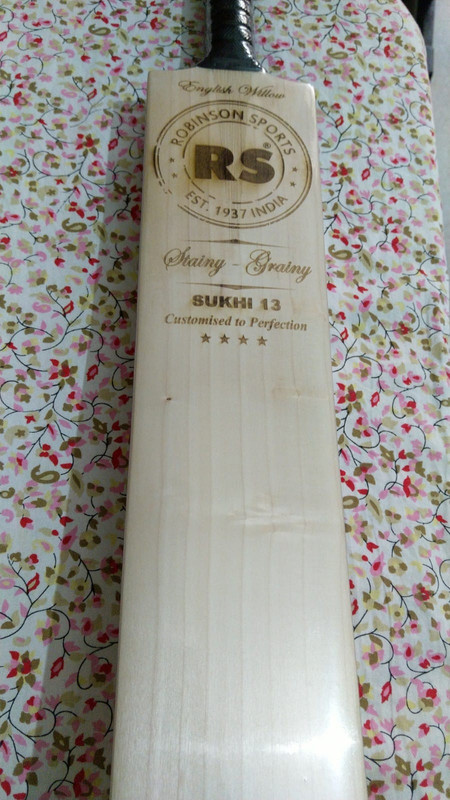 English Willow
ROBINSON SPORTS
RS®
EST. 1937 INDIA
Staing - Grainy
SUKHI 13
Customised to Perfection